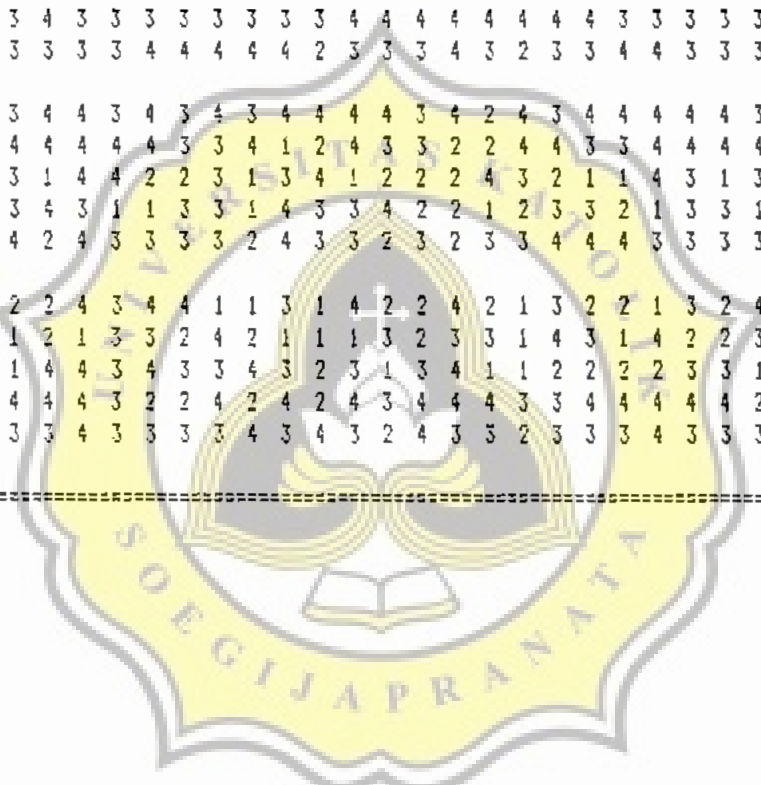 3 4 3 3 3 3 3 3 3 3 4 4 4 4 4 4 4 4 3 3 3 3 3
3 3 3 3 4 4 4 4 4 2 3 3 3 4 3 2 3 3 4 4 3 3 3
3 4 4 3 4 3 4 3 4 4 4 4 3 4 2 4 3 4 4 4 4 4 3
4 4 4 4 4 3 3 4 1 2 4 3 3 2 2 4 4 3 3 4 4 4 4
3 1 4 4 2 2 3 1 3 4 1 2 2 2 4 3 2 1 1 4 3 1 3
3 4 3 1 1 3 3 1 4 3 3 4 2 2 1 2 3 3 2 1 3 3 1
4 2 4 3 3 3 3 2 4 3 3 2 3 2 3 3 4 4 4 3 3 3 3
2 2 4 3 4 4 1 1 3 1 4 2 2 4 2 1 3 2 2 1 3 2 4
1 2 1 3 3 2 4 2 1 1 1 3 2 3 3 1 4 3 1 4 2 2 3
1 4 4 3 4 3 3 4 3 2 3 1 3 4 1 1 2 2 2 2 3 3 1
4 4 4 3 2 2 4 2 4 2 4 3 4 4 4 3 3 4 4 4 4 4 2
3 3 4 3 3 3 3 4 3 4 3 2 4 3 3 2 3 3 3 4 3 3 3
UNIVERSITAS KATOLIK
SOEGIJAPRANATA